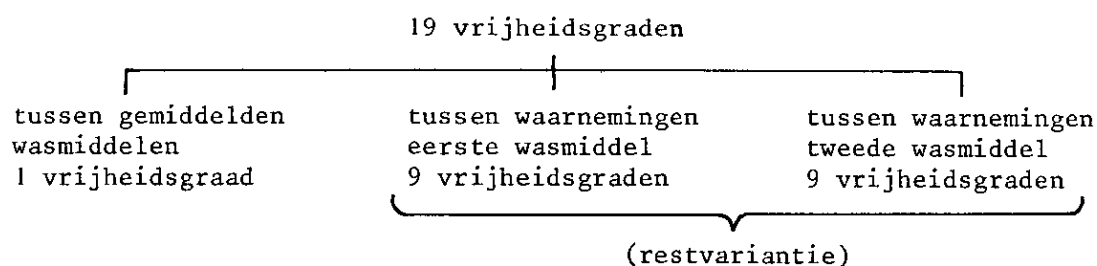 19 vrijheidsgraden
tussen gemiddelden
wasmiddelen
1 vrijheidsgraad
tussen waarnemingen
eerste wasmiddel
9 vrijheidsgraden
tussen waarnemingen
tweede wasmiddel
9 vrijheidsgraden
(restvariantie)